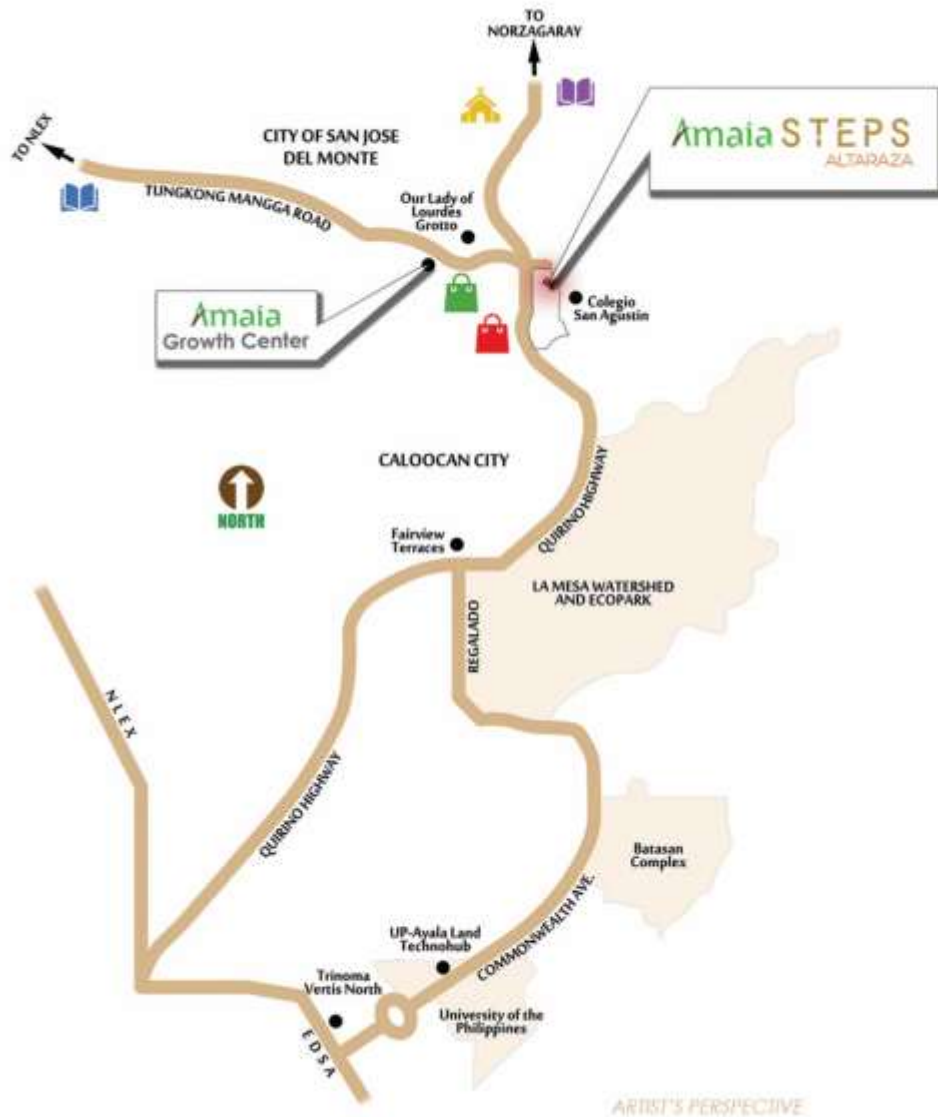 TO
NORZAGARAY
Amaia STEPS
ALTARAZA
TO NLEX
CITY OF SAN JOSE
DEL MONTE
TUNGKONG MANGGA ROAD
Our Lady of
Lourdes
Grotto
Amaia
Growth Center
Colegio
San Agustin
CALOOCAN CITY
NORTH
QUIRINO HIGHWAY
Fairview
Terraces
LA MESA WATERSHED
AND ECOPARK
REGALADO
NLEX
QUIRINO HIGHWAY
Batasan
Complex
COMMONWEALTH AVE.
UP-Ayala Land
Technohub
Trinoma
Vertis North
University of the
Philippines
EDSA
ARTIST'S PERSPECTIVE